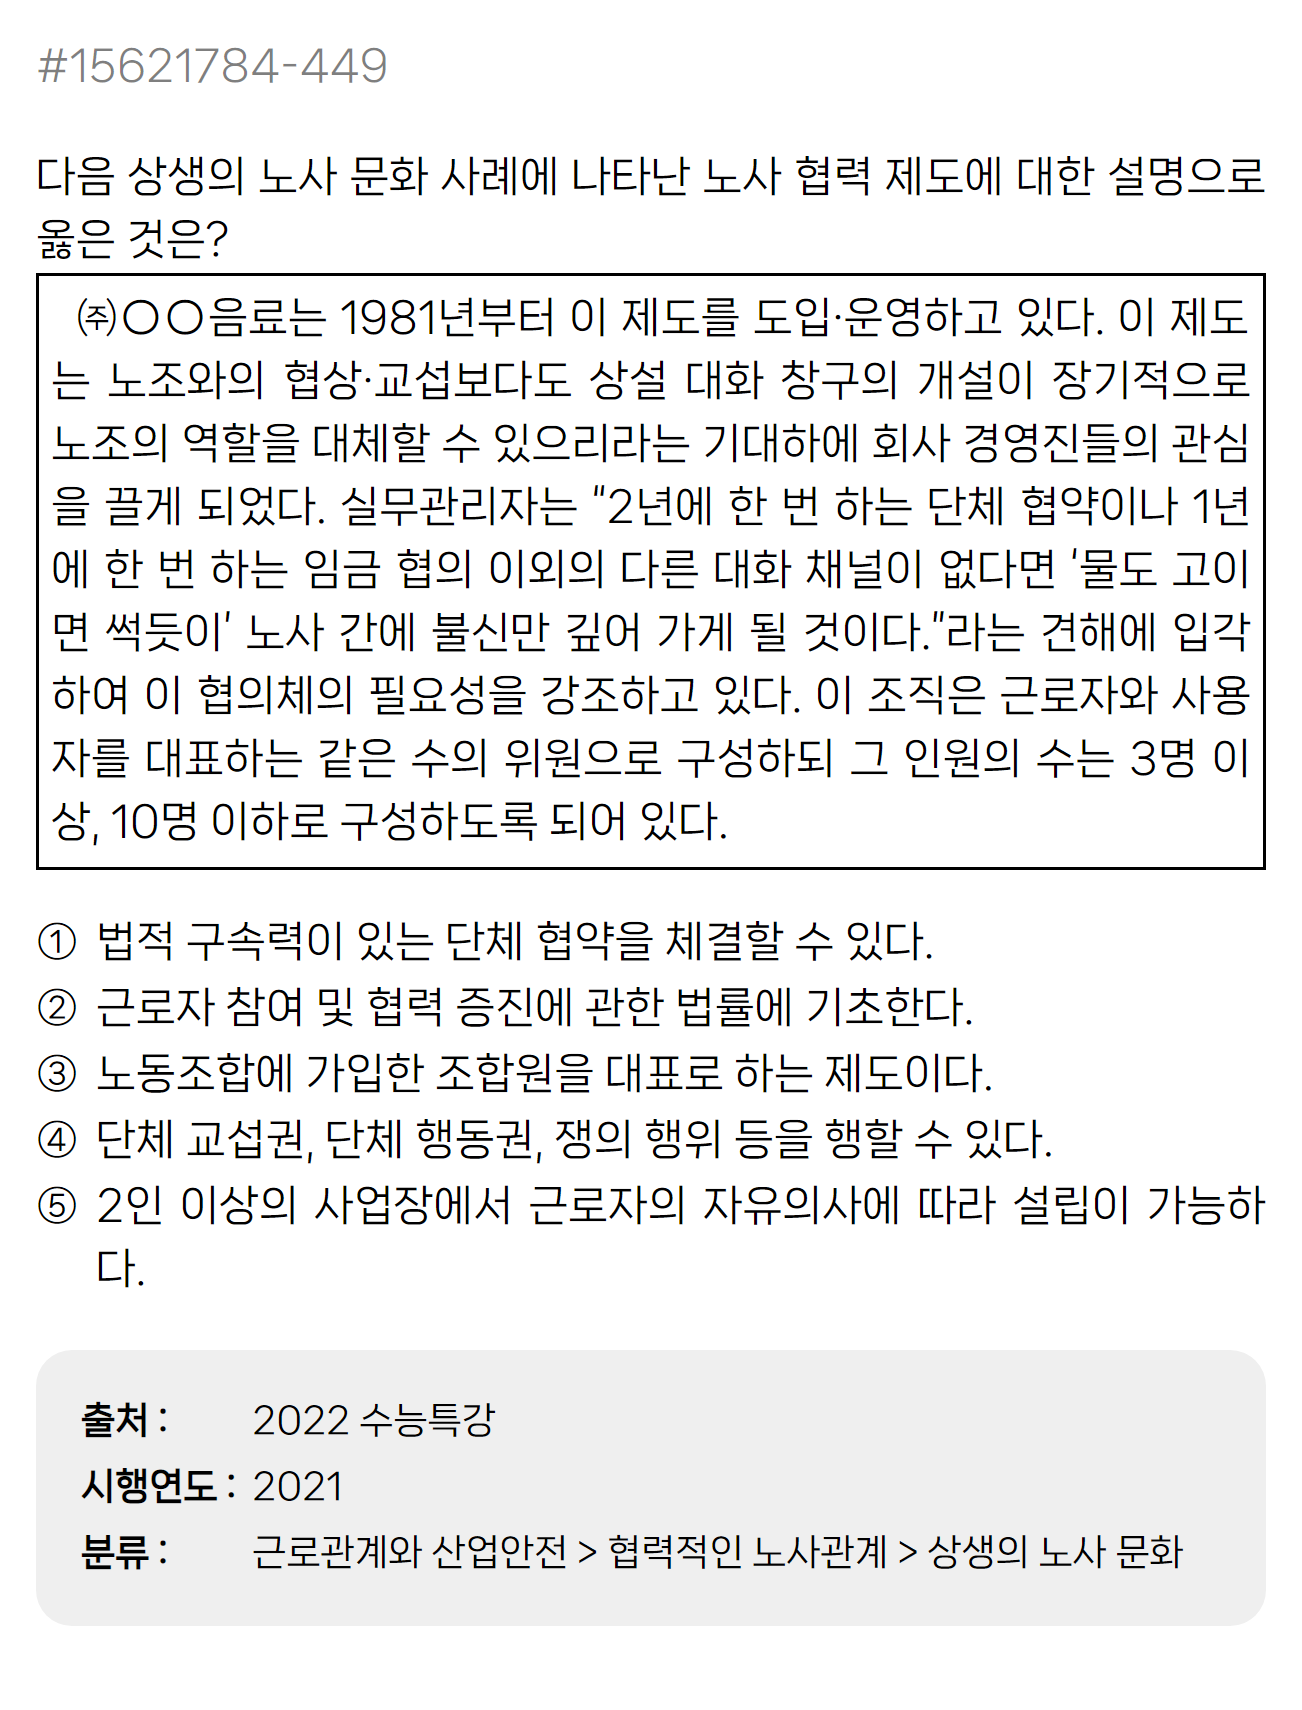 #15621784-449
다음 상생의 노사 문화 사례에 나타난 노사 협력 제도에 대한 설명으로
옳은 것은?
㈜○○음료는 1981년부터 이 제도를 도입·운영하고 있다. 이 제도
는 노조와의 협상·교섭보다도 상설 대화 창구의 개설이 장기적으로
노조의 역할을 대체할 수 있으리라는 기대하에 회사 경영진들의 관심
을 끌게 되었다. 실무관리자는 "2년에 한 번 하는 단체 협약이나 1년
에 한 번 하는 임금 협의 이외의 다른 대화 채널이 없다면 '물도 고이
면 썩듯이' 노사 간에 불신만 깊어 가게 될 것이다."라는 견해에 입각
하여 이 협의체의 필요성을 강조하고 있다. 이 조직은 근로자와 사용
자를 대표하는 같은 수의 위원으로 구성하되 그 인원의 수는 3명 이
상, 10명 이하로 구성하도록 되어 있다.
① 법적 구속력이 있는 단체 협약을 체결할 수 있다.
② 근로자 참여 및 협력 증진에 관한 법률에 기초한다.
③ 노동조합에 가입한 조합원을 대표로 하는 제도이다.
④ 단체 교섭권, 단체 행동권, 쟁의 행위 등을 행할 수 있다.
⑤ 2인 이상의 사업장에서 근로자의 자유의사에 따라 설립이 가능하
다.
출처 : 2022 수능특강
시행연도 : 2021
분류 : 근로관계와 산업안전 > 협력적인 노사관계 > 상생의 노사 문화